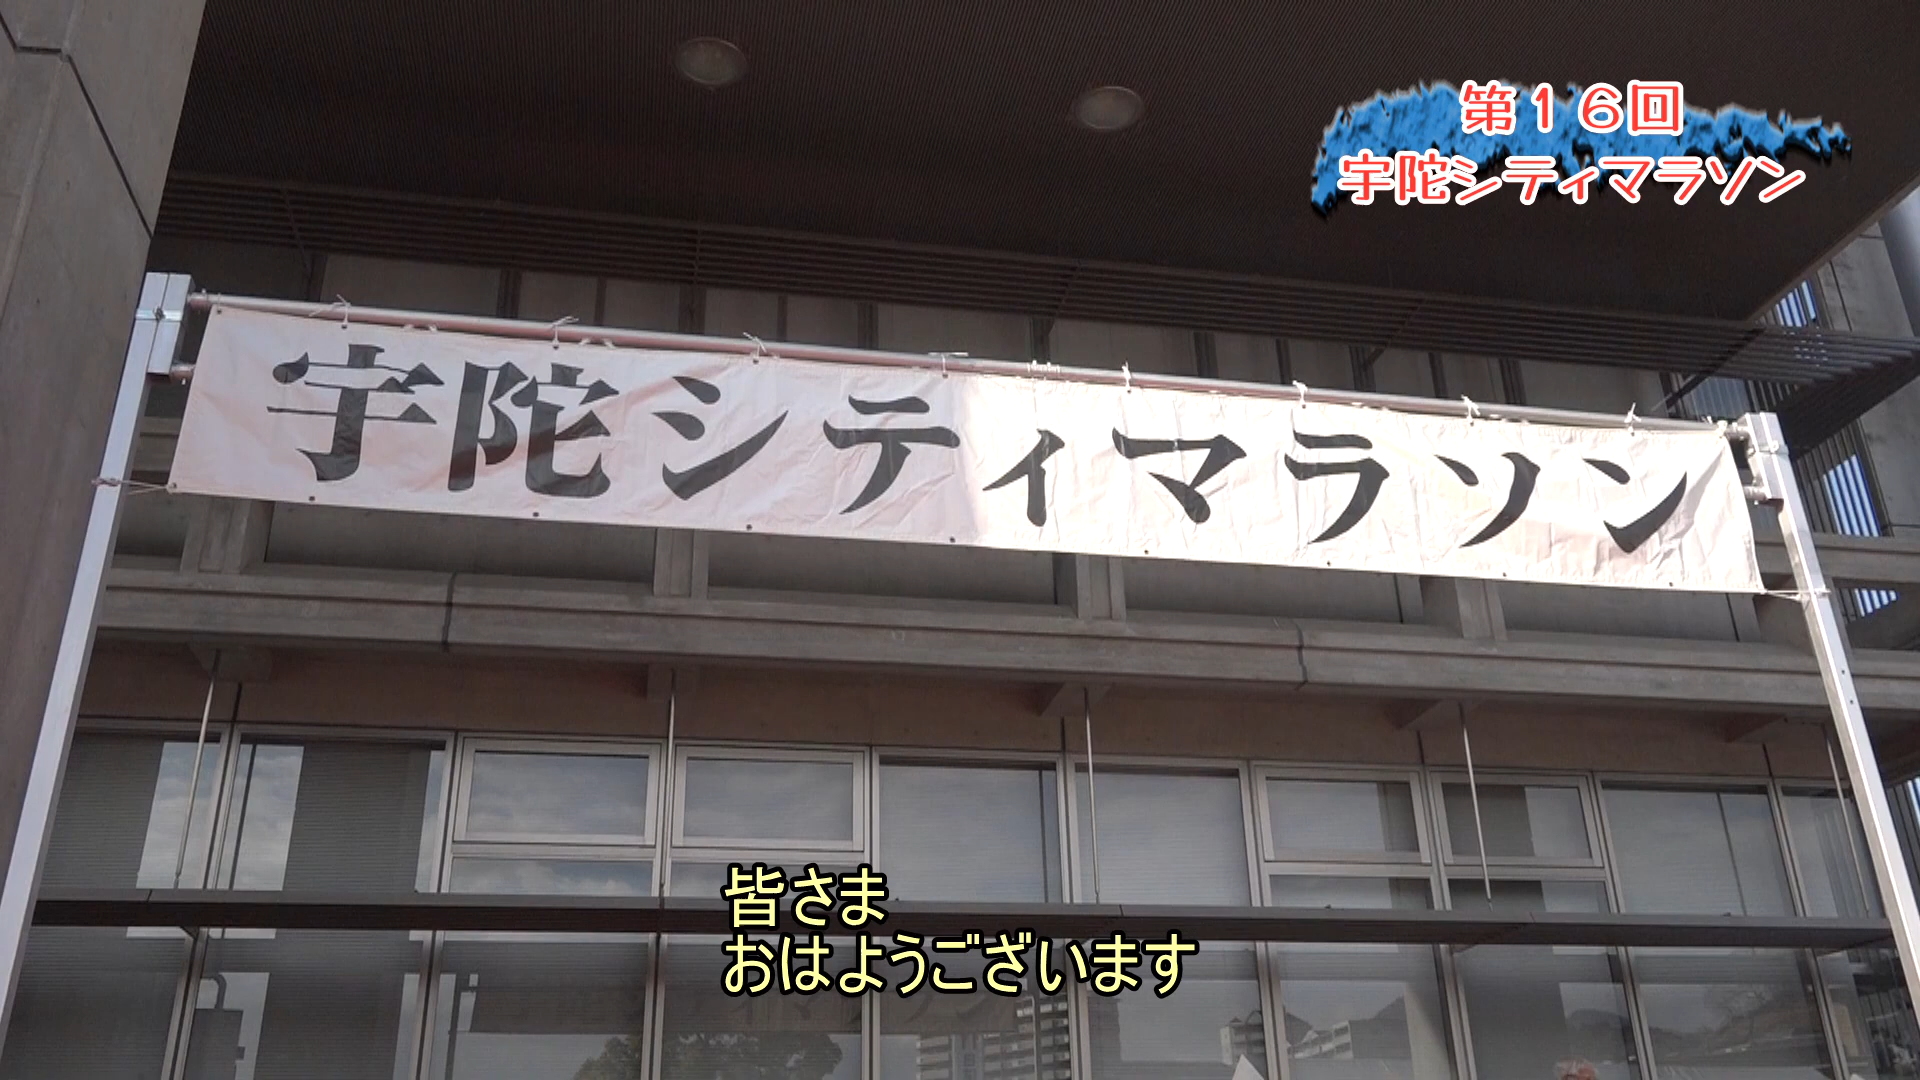 第１６回
宇陀シティマラソン
宇陀シティマラソン
皆さま
おはようございます